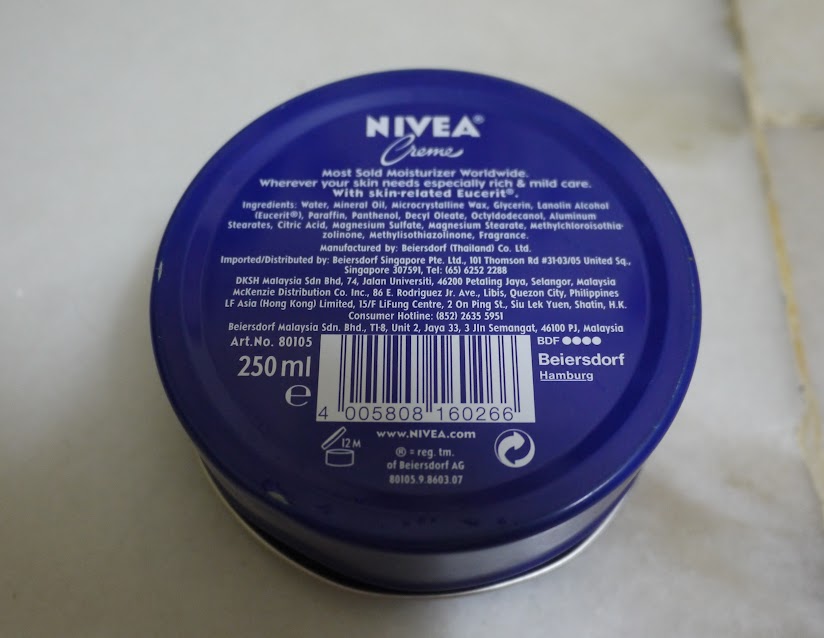 NIVEA®
Creme
Most Sold Moisturizer Worldwide.
Wherever your skin needs especially rich & mild care.
With skin-related Eucerit®.
Ingredients: Water, Mineral Oil, Microcrystalline Wax, Glycerin, Lanolin Alcohol
(Eucerit®), Paraffin, Panthenol, Decyl Oleate, Octyldodecanol, Aluminum
Stearates, Citric Acid, Magnesium Sulfate, Magnesium Stearate, Methylchloroisothia-
zolinone, Methylisothiazolinone, Fragrance.
Manufactured by: Beiersdorf (Thailand) Co. Ltd.
Imported/Distributed by: Beiersdorf Singapore Pte. Ltd., 101 Thomson Rd #31-03/05 United Sq.,
Singapore 307591, Tel: (65) 6252 2288
DKSH Malaysia Sdn Bhd, 74, Jalan Universiti, 46200 Petaling Jaya, Selangor, Malaysia
McKenzie Distribution Co. Inc., 86 E. Rodriguez Jr. Ave., Libis, Quezon City, Philippines
LF Asia (Hong Kong) Limited, 15/F LiFung Centre, 2 On Ping St., Siu Lek Yuen, Shatin, H.K.
Consumer Hotline: (852) 2635 5951
Beiersdorf Malaysia Sdn. Bhd., T1-8, Unit 2, Jaya 33, 3 Jln Semangat, 46100 PJ, Malaysia
Art.No. 80105
BDF
250 ml
Beiersdorf
Hamburg
e
4 005808 160266
www.NIVEA.com
12 M
® = reg. tm.
of Beiersdorf AG
80105.9.8603.07